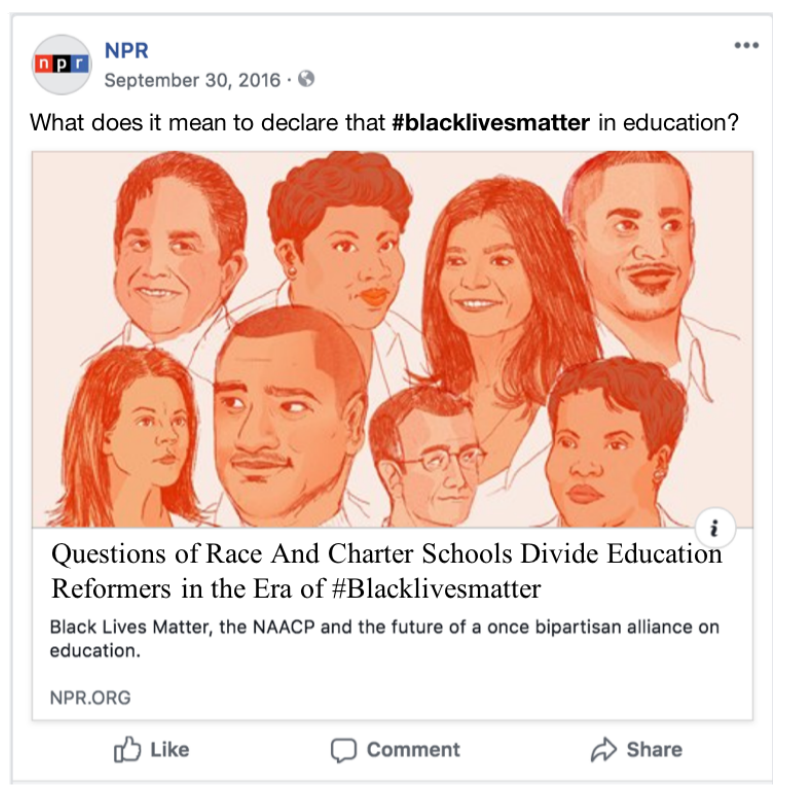 npr
NPR
September 30, 2016 ·
What does it mean to declare that #blacklivesmatter in education?
i
Questions of Race And Charter Schools Divide Education
Reformers in the Era of #Blacklivesmatter
Black Lives Matter, the NAACP and the future of a once bipartisan alliance on
education.
NPR.ORG
Like Comment Share